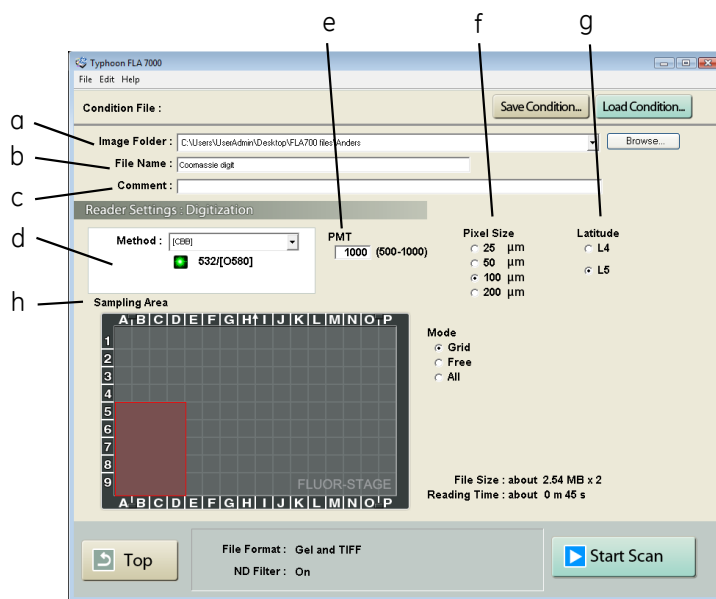 e f g
Typhoon FLA 7000
File Edit Help
Condition File : Save Condition... Load Condition...
a
Image Folder : C:\Users\UserAdmin\Desktop\FLA700 files\Anders Browse...
b
File Name : Coomassie digit
c
Comment :
Reader Settings : Digitization
d
Method : [CBB]
532/[O580]
PMT
1000 (500-1000)
Pixel Size
25 µm
50 µm
100 µm
200 µm
Latitude
L4
L5
h
Sampling Area
A B C D E F G H I J K L M N O P
1
2
3
4
5
6
7
8
9
FLUOR-STAGE
A B C D E F G H I J K L M N O P
Mode
Grid
Free
All
File Size : about 2.54 MB x 2
Reading Time : about 0 m 45 s
Top
File Format : Gel and TIFF
ND Filter : On
Start Scan